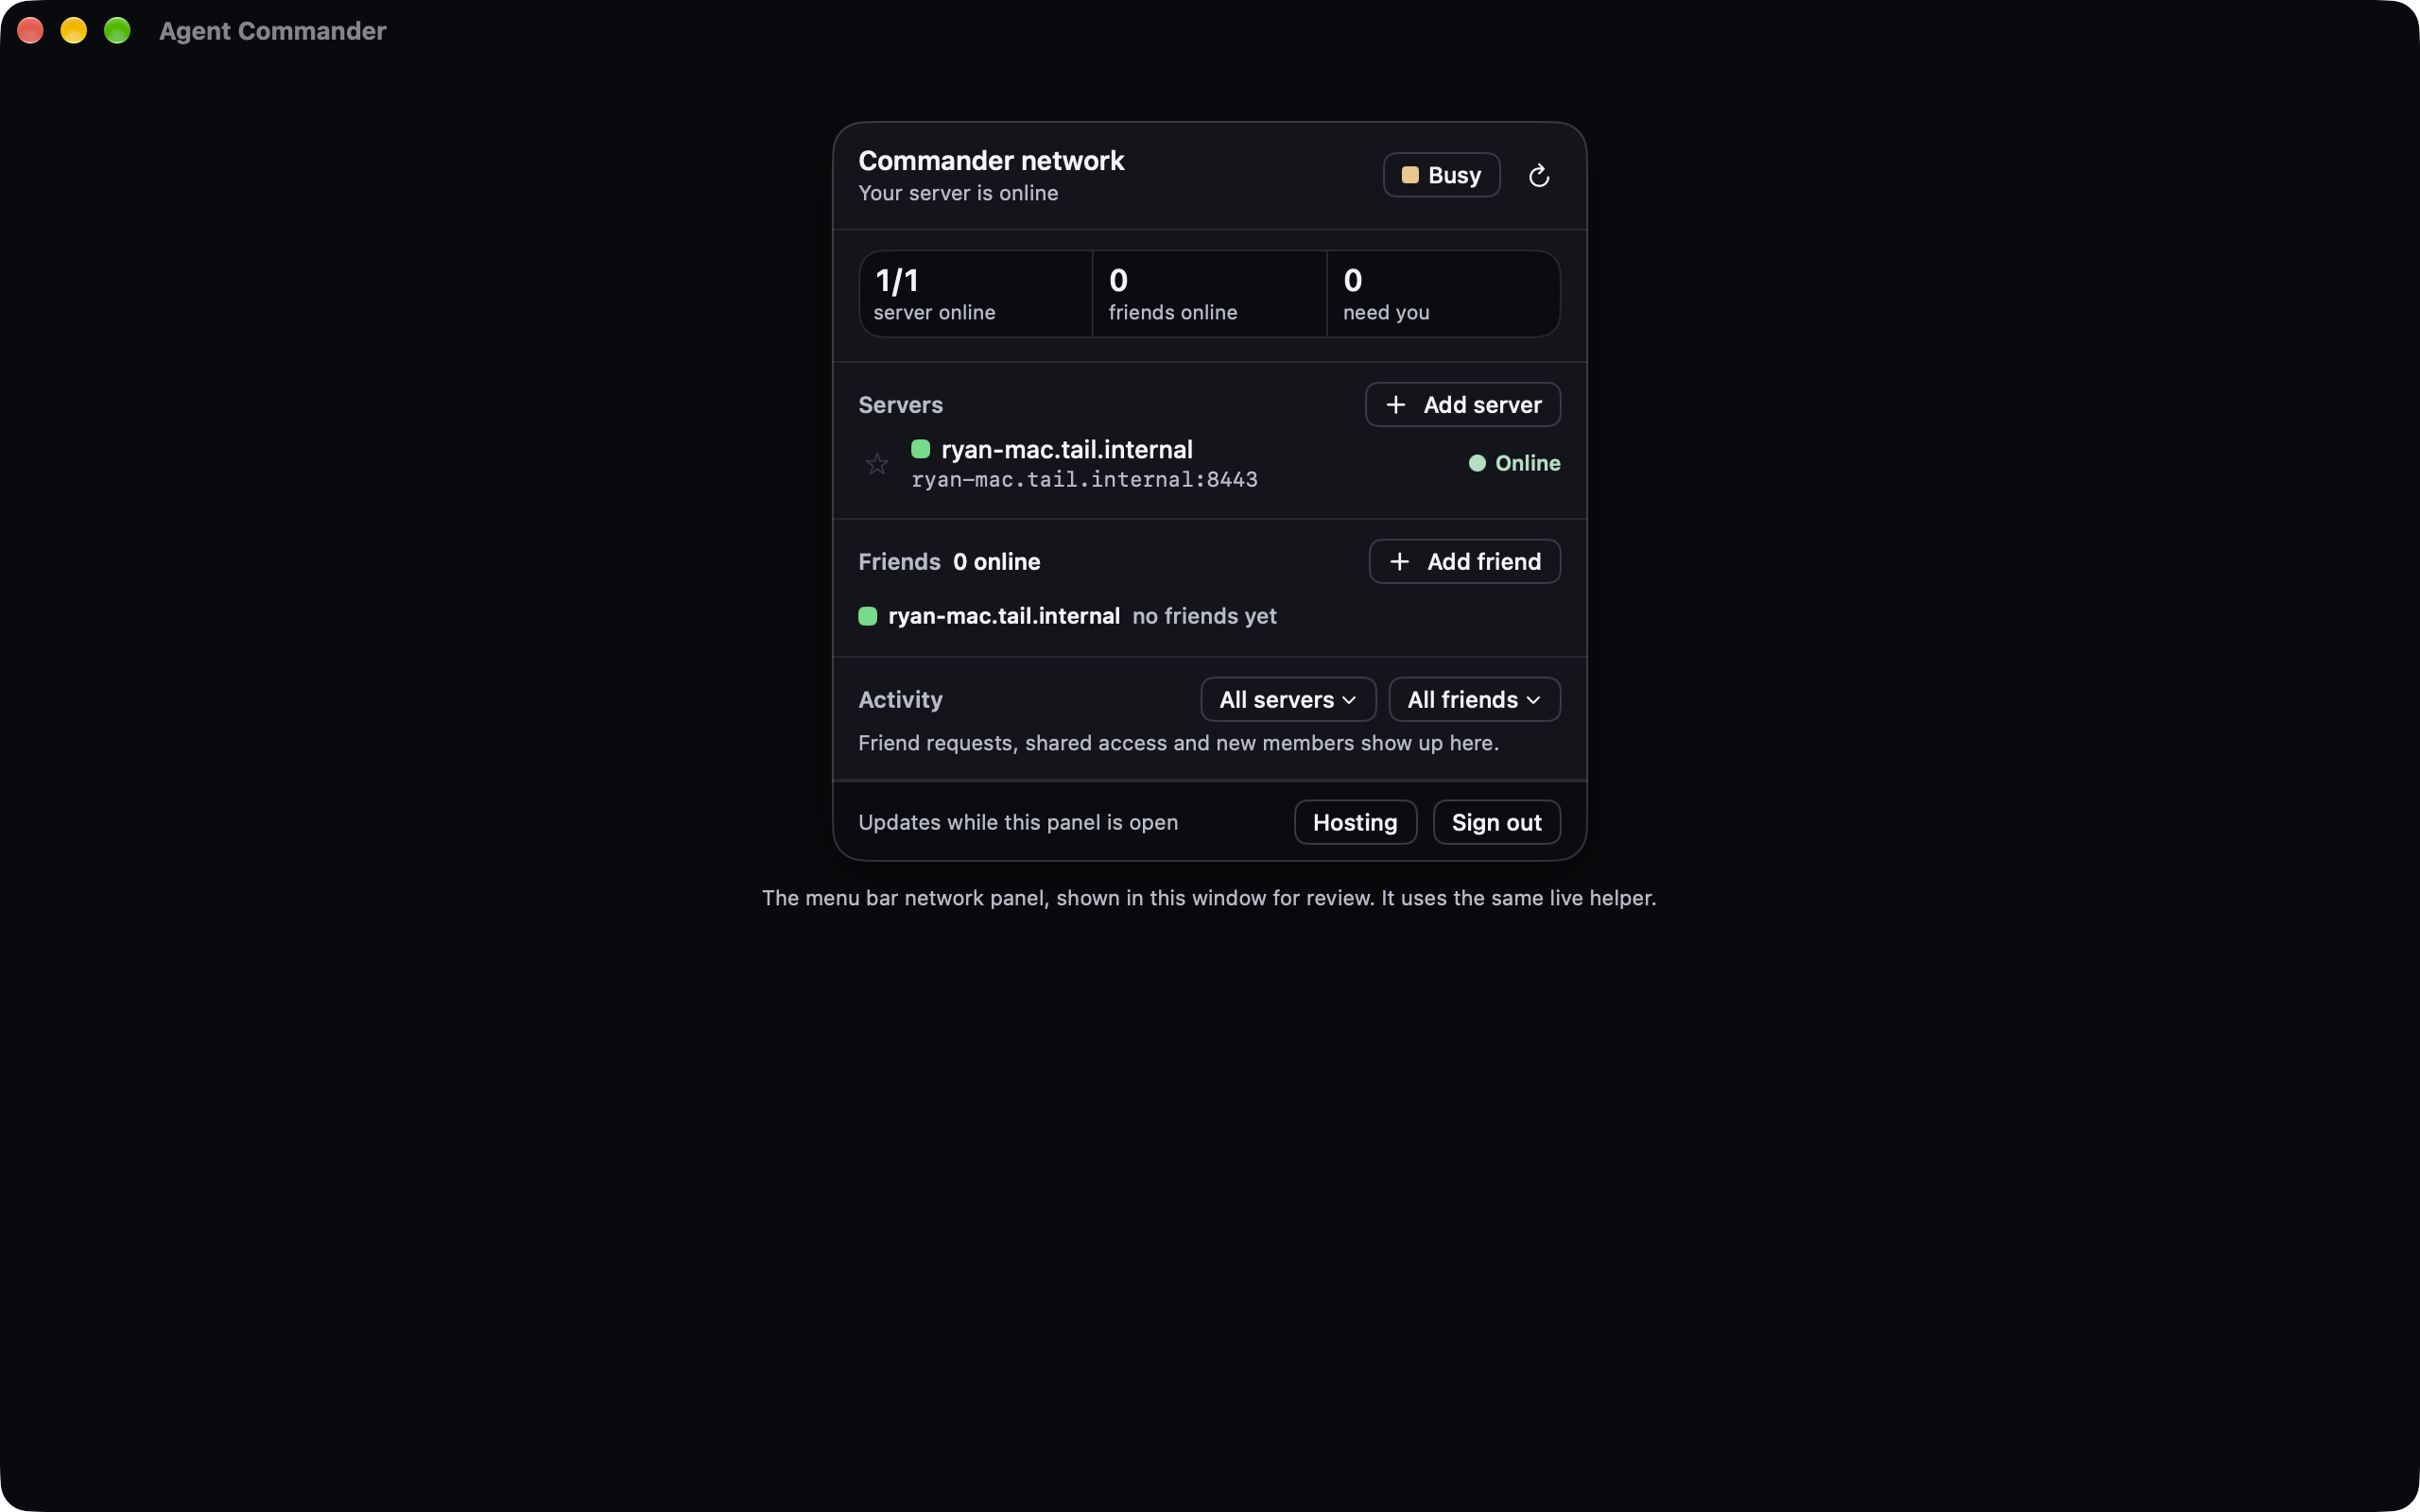 Agent Commander
Commander network
Your server is online
Busy
1/1
server online
0
friends online
0
need you
Servers
Add server
ryan-mac.tail.internal
ryan-mac.tail.internal:8443
Online
Friends 0 online
Add friend
ryan-mac.tail.internal no friends yet
Activity
All servers
All friends
Friend requests, shared access and new members show up here.
Updates while this panel is open
Hosting
Sign out
The menu bar network panel, shown in this window for review. It uses the same live helper.